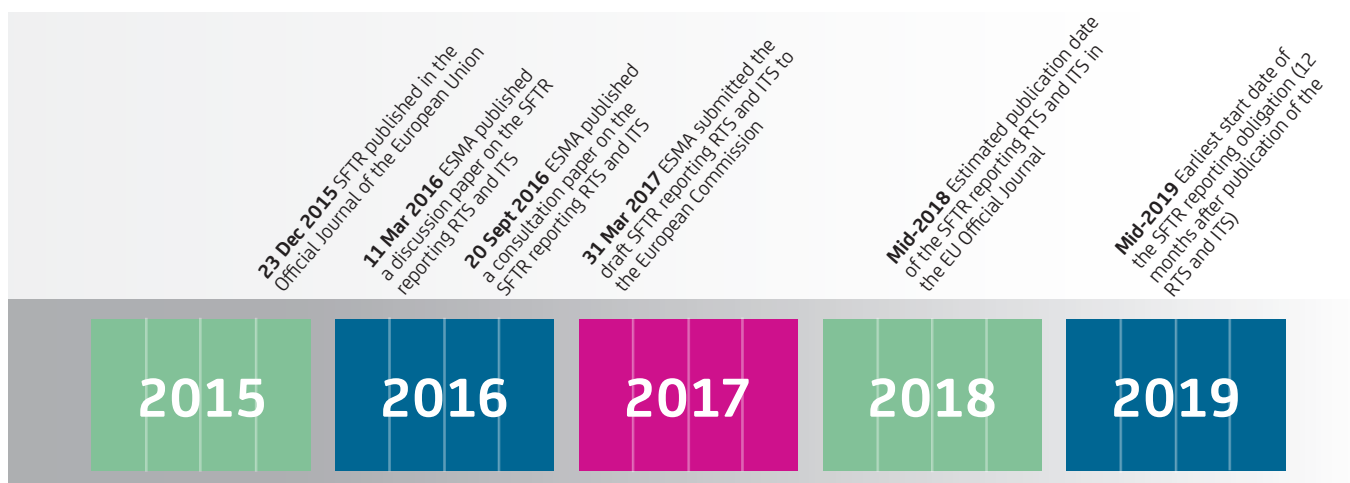 23 Dec 2015 SFTR published in the
Official Journal of the European Union
11 Mar 2016 ESMA published
a discussion paper on the SFTR
reporting RTS and ITS
20 Sept 2016 ESMA published
a consultation paper on the
SFTR reporting RTS and ITS
31 Mar 2017 ESMA submitted the
draft SFTR reporting RTS and ITS to
the European Commission
Mid-2018 Estimated publication date
of the SFTR reporting RTS and ITS in
the EU Official Journal
Mid-2019 Earliest start date of
the SFTR reporting obligation (12
months after publication of the
RTS and ITS)
2015
2016
2017
2018
2019